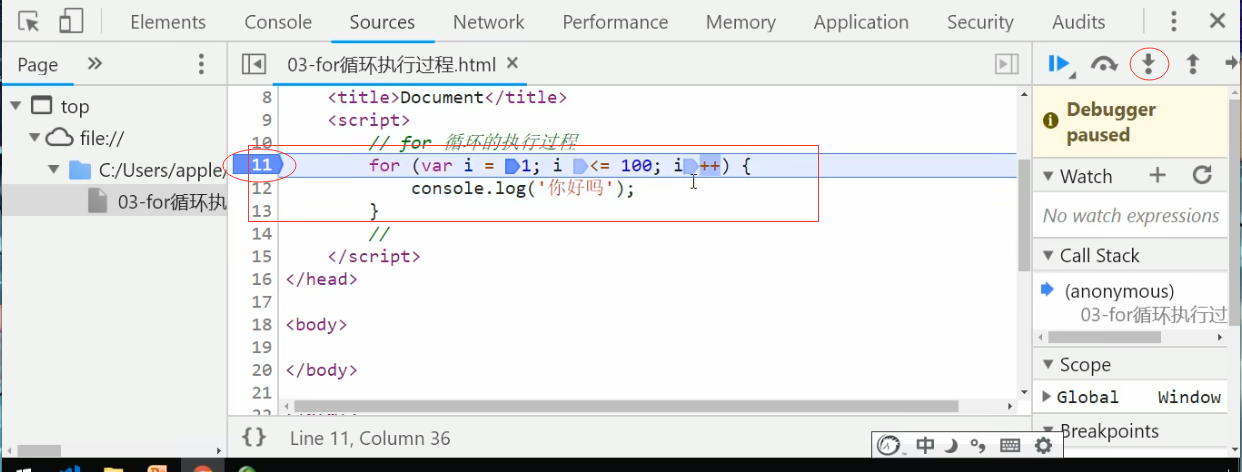 Elements Console Sources Network Performance Memory Application Security Audits
Page
03-for循环执行过程.html
top
file://
C:/Users/apple/
03-for循环执
8 <title>Document</title>
9 <script>
10 // for 循环的执行过程
11 for (var i = 1; i <= 100; i++) {
12 console.log('你好吗');
13 }
14 //
15 </script>
16 </head>
17
18 <body>
19
20 </body>
21
{} Line 11, Column 36
Debugger
paused
Watch
No watch expressions
Call Stack
(anonymous)
03-for循环执行过
Scope
Global Window
Breakpoints
中